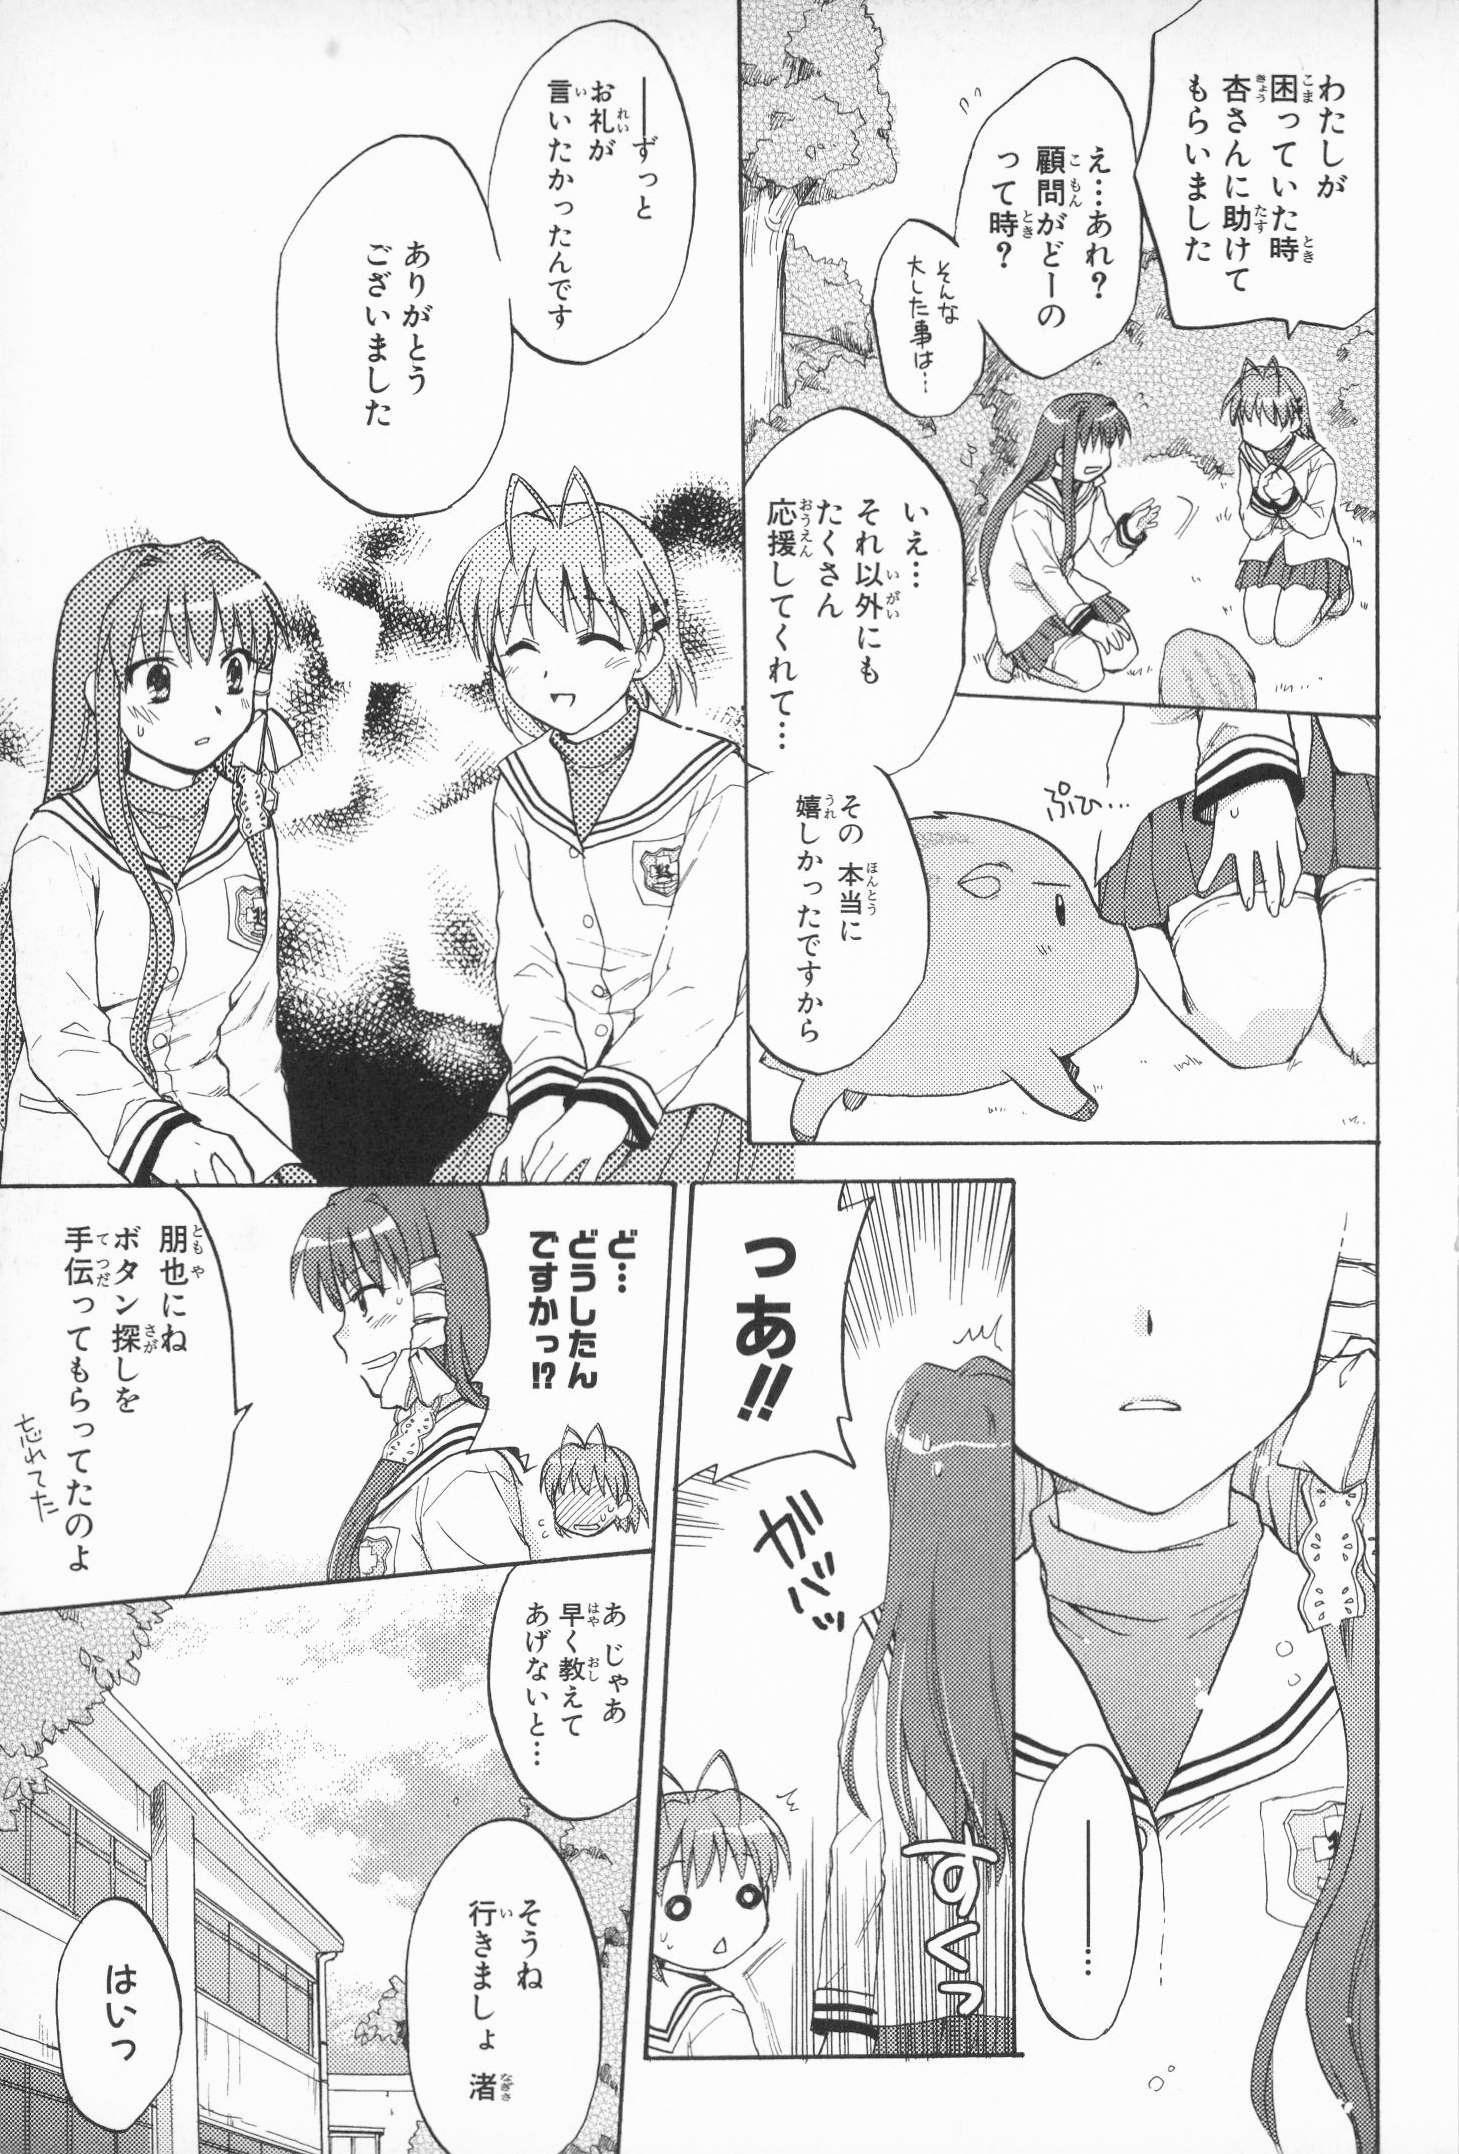 わたしが
困っていた時
杏さんに助けて
もらいました
え…あれ？
顧問がどーの
って時？
そんな
大した事は…
いえ…
それ以外にも
たくさん
応援してくれて…
ぷひ…
その 本当に
嬉しかったですから
――ずっと
お礼が
言いたかったんです
ありがとう
ございました
――…
っあ!!
ガバッ
すくっ
ど…
どうしたん
ですかっ!?
朋也にね
ボタン探しを
手伝ってもらってたのよ
忘れてた
あ じゃあ
早く教えて
あげないと…
そうね
行きましょ 渚
はいっ